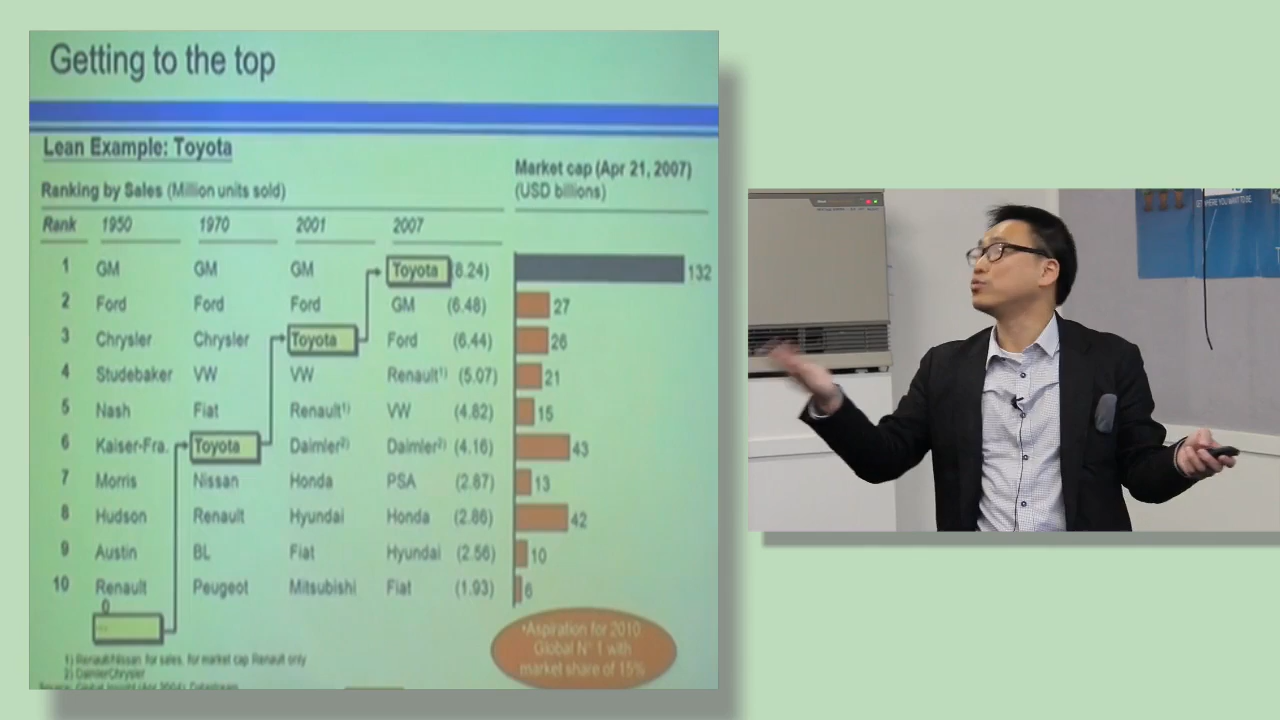 Getting to the top
Lean Example: Toyota
Market cap (Apr 21, 2007)
(USD billions)
Ranking by Sales (Million units sold)
Rank 1950 1970 2001 2007
1 GM GM GM Toyota (8.24) 132
2 Ford Ford Ford GM (6.48) 27
3 Chrysler Chrysler Toyota Ford (6.44) 26
4 Studebaker VW VW Renault1) (5.07) 21
5 Nash Fiat Renault1) VW (4.82) 15
6 Kaiser-Fra. Toyota Daimler2) Daimler2) (4.16) 43
7 Morris Nissan Honda PSA (2.87) 13
8 Hudson Renault Hyundai Honda (2.86) 42
9 Austin BL Fiat Hyundai (2.56) 10
10 Renault Peugeot Mitsubishi Fiat (1.93) 6
0
...
•Aspiration for 2010
Global N° 1 with
market share of 15%
1) Renault/Nissan for sales, for market cap Renault only
2) DaimlerChrysler
WHERE YOU WANT TO BE